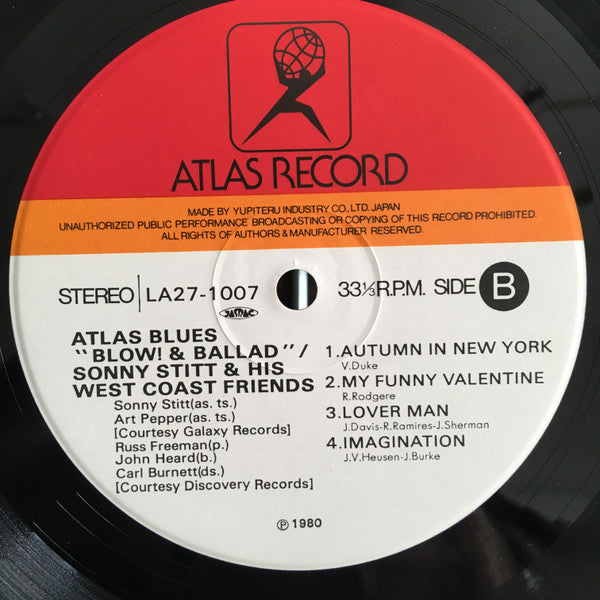 ATLAS RECORD
MADE BY YUPITERU INDUSTRY CO., LTD. JAPAN
UNAUTHORIZED PUBLIC PERFORMANCE BROADCASTING OR COPYING OF THIS RECORD PROHIBITED.
ALL RIGHTS OF AUTHORS & MANUFACTURER RESERVED.
STEREO LA27-1007
JASRAC
33⅓R.P.M. SIDE B
ATLAS BLUES
"BLOW! & BALLAD"/
SONNY STITT & HIS
WEST COAST FRIENDS
Sonny Stitt(as. ts.)
Art Pepper(as. ts.)
[Courtesy Galaxy Records]
Russ Freeman(p.)
John Heard(b.)
Carl Burnett(ds.)
[Courtesy Discovery Records]
1.AUTUMN IN NEW YORK
V.Duke
2.MY FUNNY VALENTINE
R.Rodgere
3.LOVER MAN
J.Davis-R.Ramires-J.Sherman
4.IMAGINATION
J.V.Heusen-J.Burke
℗ 1980